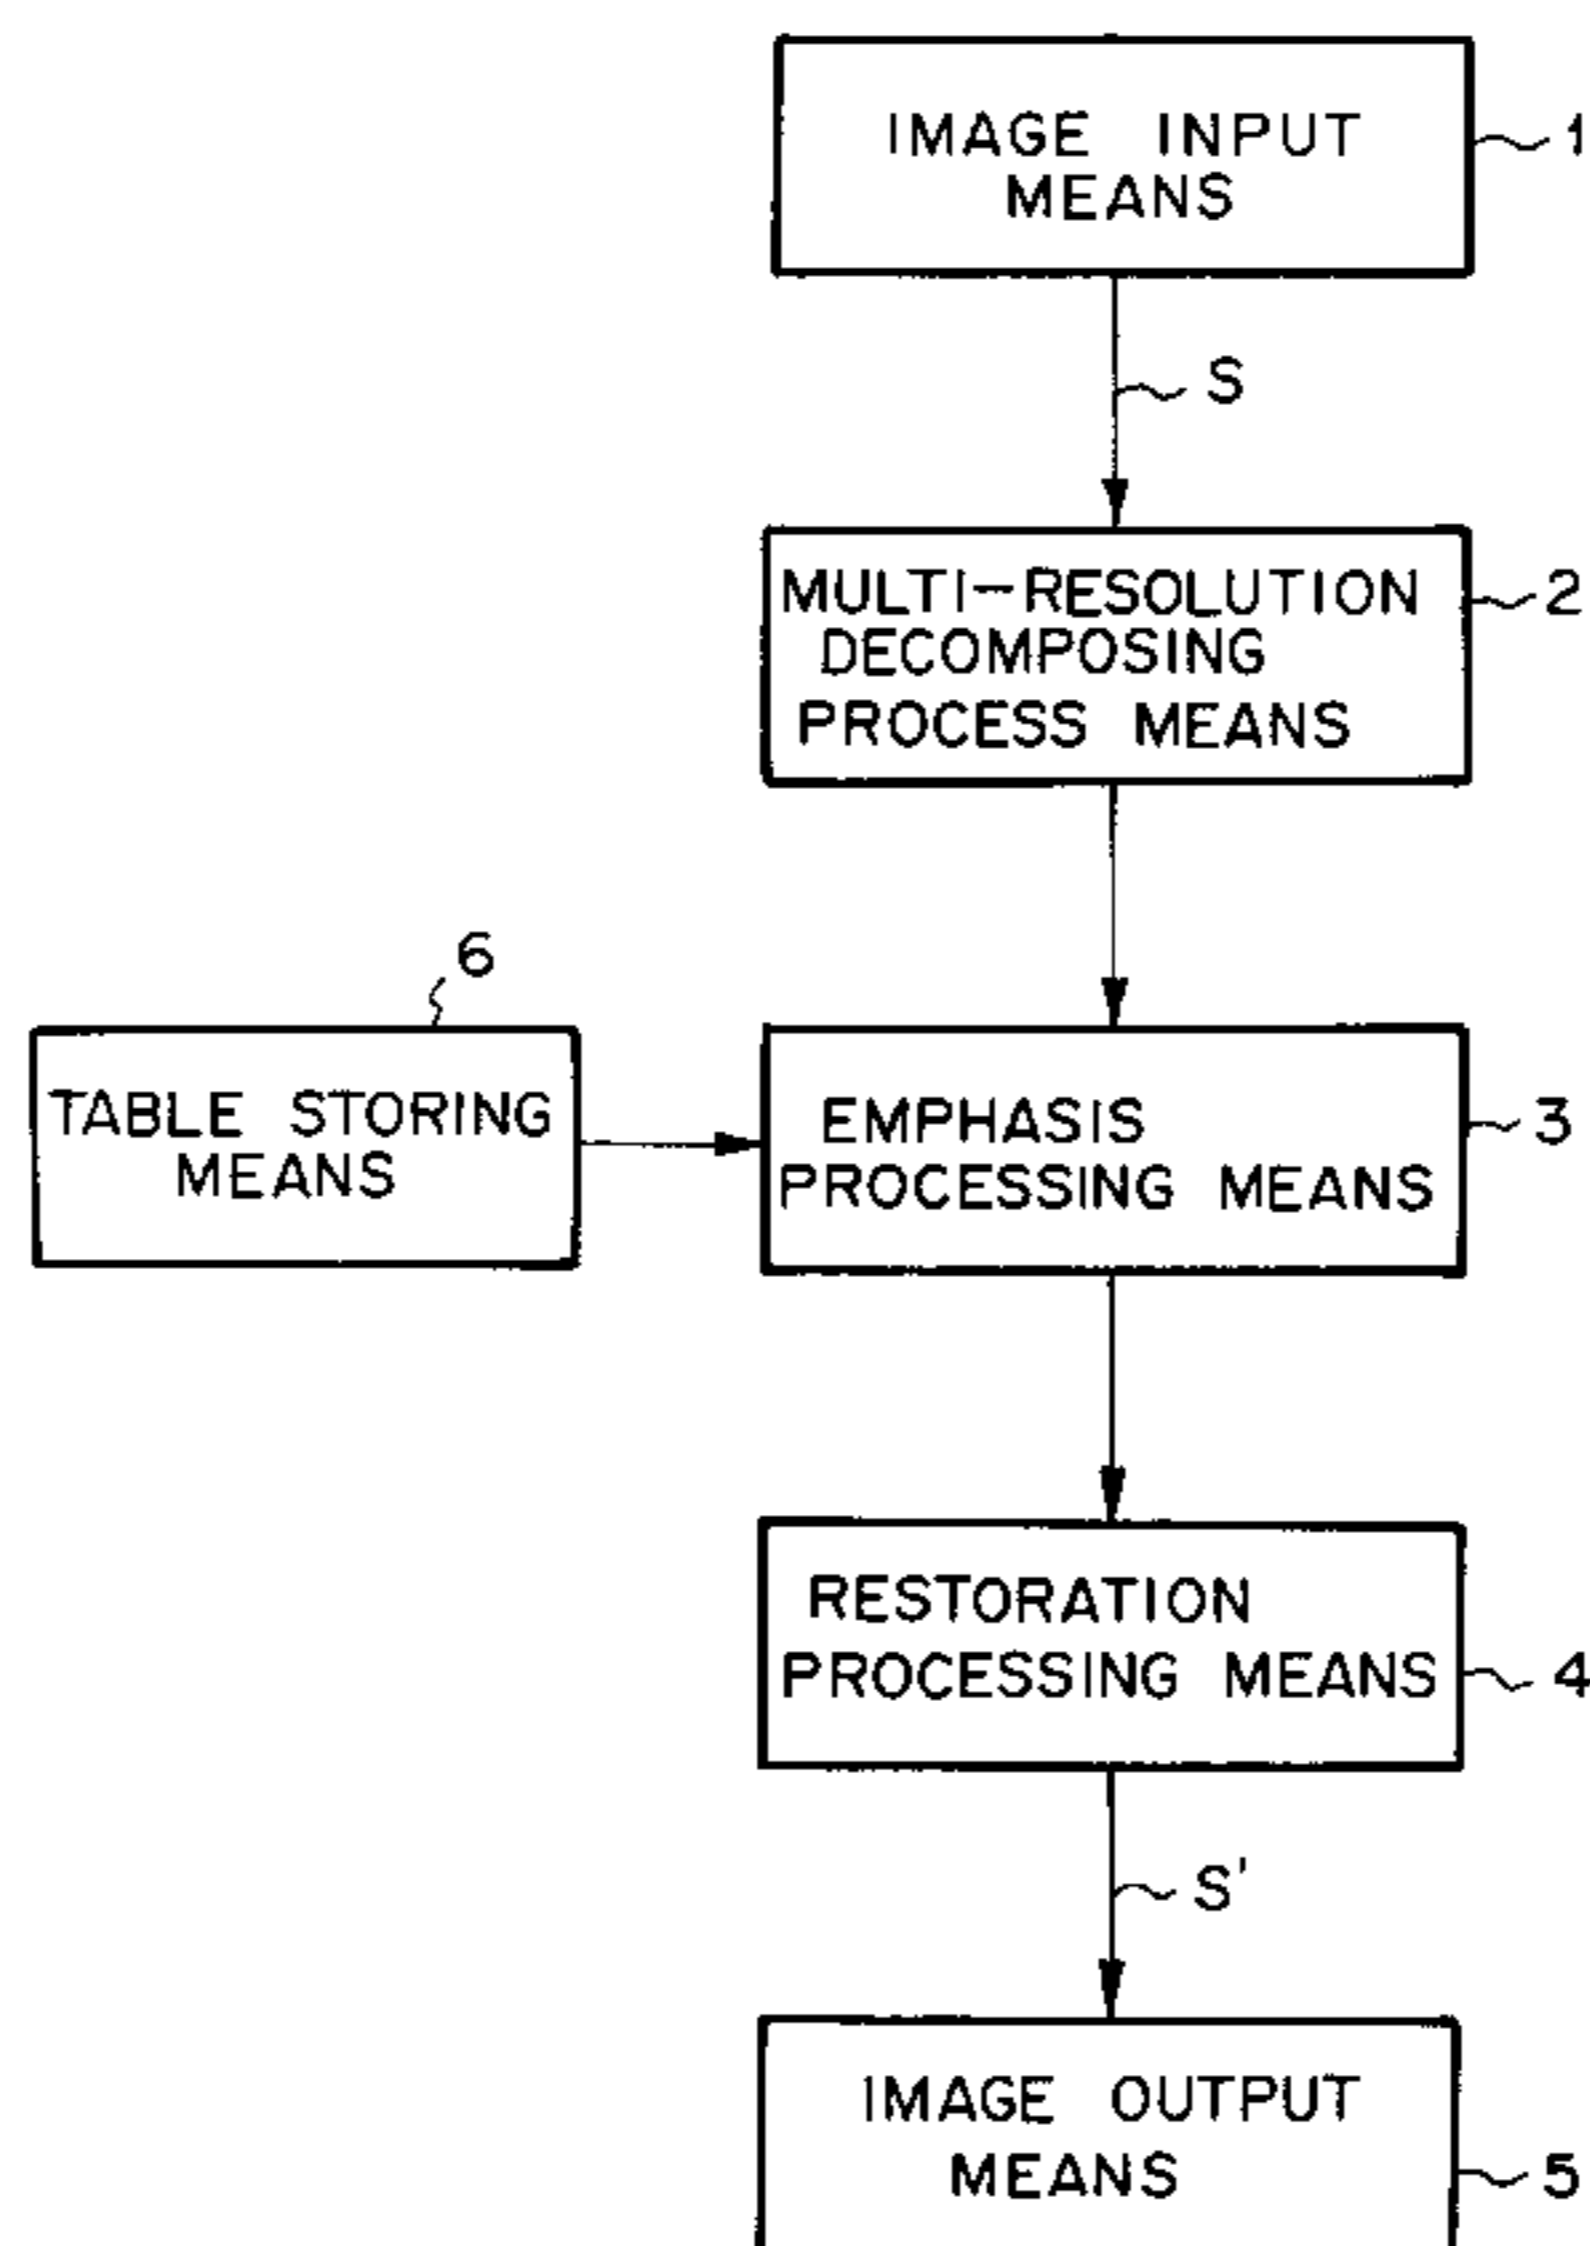 IMAGE INPUT
MEANS
1
S
MULTI-RESOLUTION
DECOMPOSING
PROCESS MEANS
2
6
TABLE STORING
MEANS
EMPHASIS
PROCESSING MEANS
3
RESTORATION
PROCESSING MEANS
4
S'
IMAGE OUTPUT
MEANS
5